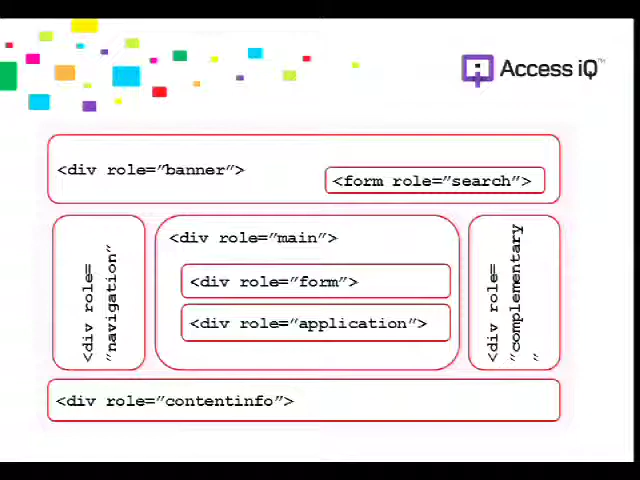 Access iQ™
<div role="banner">
<form role="search">
<div role=
"navigation"
<div role="main">
<div role="form">
<div role="application">
<div role=
"complementary
"
<div role="contentinfo">